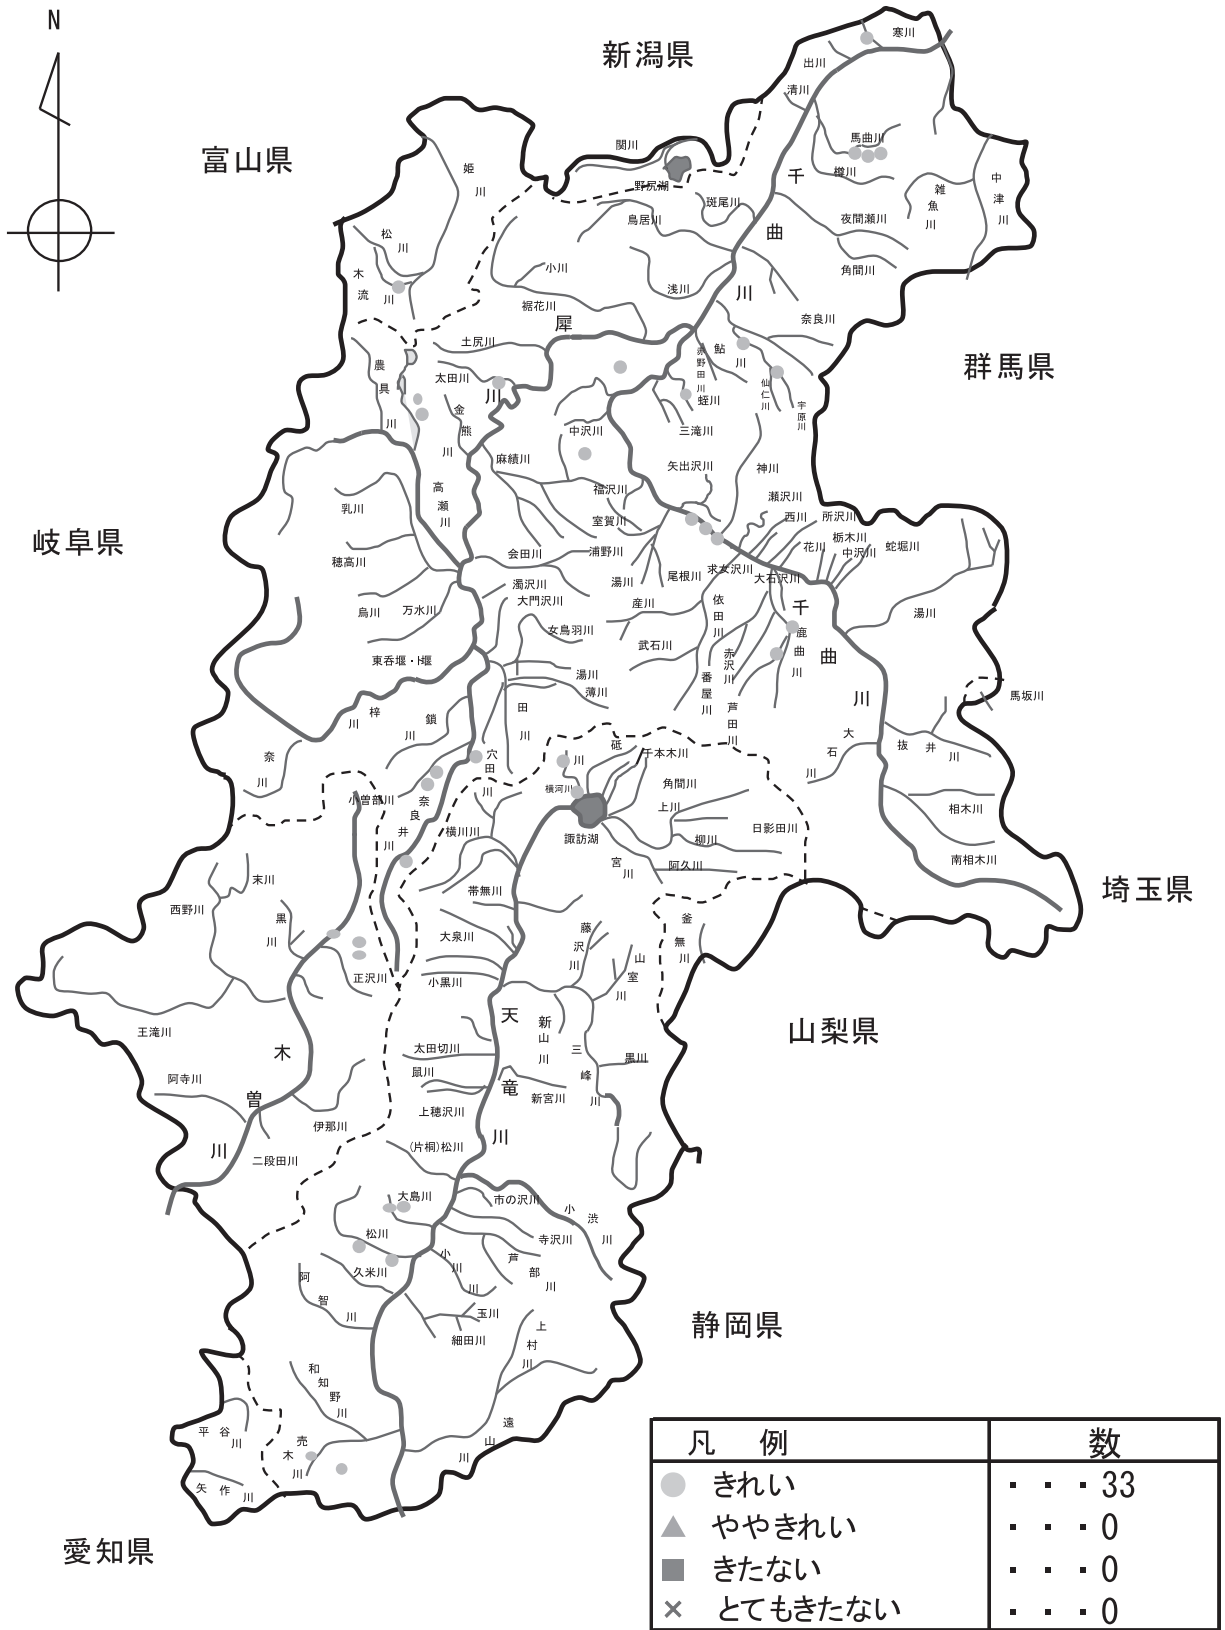 N
新潟県
寒川
出川
清川
富山県
関川
馬曲川
樽川
姫川
野尻湖
千曲川
中津川
雑魚川
斑尾川
鳥居川
夜間瀬川
松川
木流川
小川
浅川
角間川
裾花川
犀川
奈良川
土尻川
赤野田川
鮎川
群馬県
農具川
太田川
仙仁川
宇原川
蛭川
金熊川
中沢川
三滝川
麻績川
矢出沢川
神川
高瀬川
福沢川
瀬沢川
乳川
室賀川
西川
所沢川
岐阜県
栃木川
花川
中沢川
蛇堀川
穂高川
会田川
浦野川
求女沢川
湯川
尾根川
大石沢川
濁沢川
大門沢川
産川
依田川
千曲川
湯川
烏川
万水川
女鳥羽川
武石川
鹿曲川
赤沢川
湯川
薄川
番屋川
芦田川
馬坂川
梓川
鎖川
田川
大石川
抜井川
奈川
穴田川
砥川
千本木川
角間川
横河川
小曽部川
奈良井川
上川
相木川
横川川
諏訪湖
柳川
日影田川
宮川
阿久川
南相木川
末川
帯無川
埼玉県
西野川
黒川
藤沢川
釜無川
大泉川
山室川
正沢川
小黒川
王滝川
天竜川
新山川
山梨県
木曽川
太田切川
三峰川
黒川
阿寺川
鼠川
新宮川
上穂沢川
伊那川
(片桐)松川
二段田川
大島川
市の沢川
小渋川
松川
寺沢川
久米川
小川川
芦部川
阿智川
玉川
静岡県
細田川
上村川
和知野川
遠山川
平谷川
売木川
矢作川
愛知県
凡 例 数
きれい ・・・33
ややきれい ・・・0
きたない ・・・0
とてもきたない ・・・0